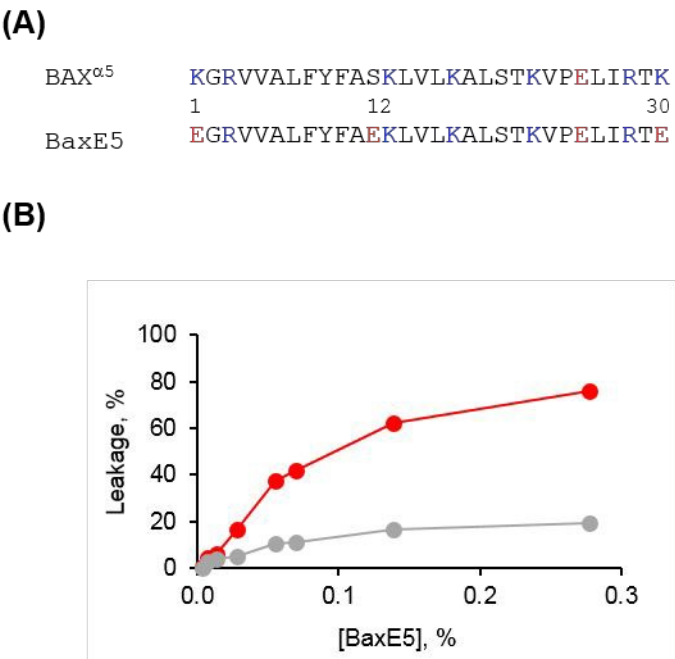 (A)
BAXα5 KGRVVALFYFASKLVLKALSTKVPELIRTK
1 12 30
BaxE5 EGRVVALFYFAEKLVLKALSTKVPELIRTE
(B)
100
80
60
40
20
0
Leakage, %
0.0 0.1 0.2 0.3
[BaxE5], %